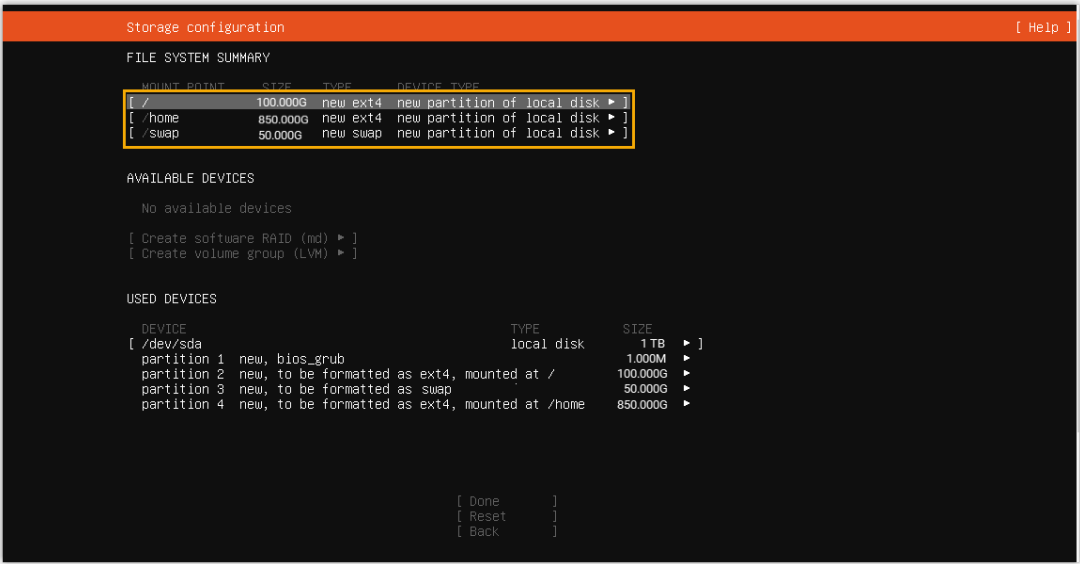 Storage configuration [ Help ]
FILE SYSTEM SUMMARY
MOUNT POINT SIZE TYPE DEVICE TYPE
[ / 100.000G new ext4 new partition of local disk ▸ ]
[ /home 850.000G new ext4 new partition of local disk ▸ ]
[ /swap 50.000G new swap new partition of local disk ▸ ]
AVAILABLE DEVICES
No available devices
[ Create software RAID (md) ▸ ]
[ Create volume group (LVM) ▸ ]
USED DEVICES
DEVICE TYPE SIZE
[ /dev/sda local disk 1 TB ▸ ]
partition 1 new, bios_grub 1.000M ▸
partition 2 new, to be formatted as ext4, mounted at / 100.000G ▸
partition 3 new, to be formatted as swap 50.000G ▸
partition 4 new, to be formatted as ext4, mounted at /home 850.000G ▸
[ Done ]
[ Reset ]
[ Back ]